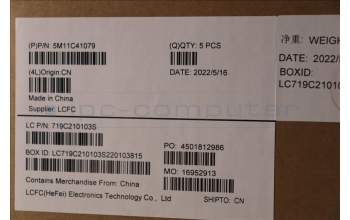 (P)P/N: 5M11C41079
(Q)QTY: 5 PCS
(4L)Origin:CN
DATE: 2022/5/16
Made in China
Supplier: LCFC
净重: WEIGH
DATE: 2022/
BOXID:
LC719C21010
LC P/N: 719C210103S
BOX ID: LC719C210103S220103815
PO: 4501812986
MO: 16952913
Contains Merchandise From: China
LCFC(HeFei) Electronics Technology Co., Ltd
SHIPTO: CN